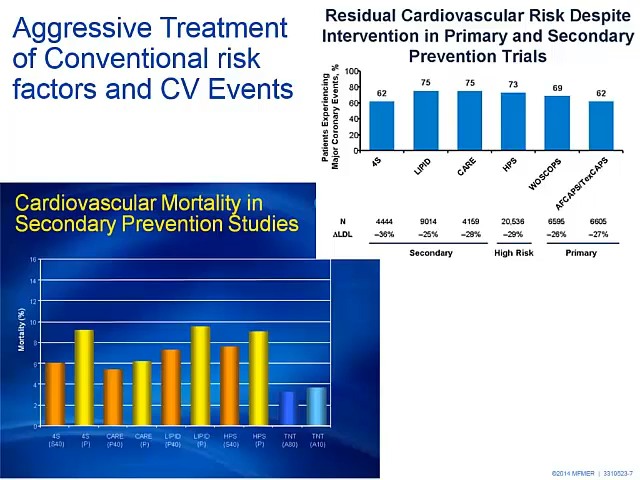 Aggressive Treatment
of Conventional risk
factors and CV Events
Residual Cardiovascular Risk Despite
Intervention in Primary and Secondary
Prevention Trials
Patients Experiencing
Major Coronary Events, %
100
80
60
40
20
0
62 75 75 73 69 62
4S LIPID CARE HPS WOSCOPS AFCAPS/TexCAPS
N 4444 9014 4159 20,536 6595 6605
ΔLDL –36% –25% –28% –29% –26% –27%
Secondary High Risk Primary
Cardiovascular Mortality in
Secondary Prevention Studies
Mortality (%)
16
14
12
10
8
6
4
2
0
4S 4S CARE CARE LIPID LIPID HPS HPS TNT TNT
(S40) (P) (P40) (P) (P40) (P) (S40) (P) (A80) (A10)
©2014 MFMER | 3310523-7